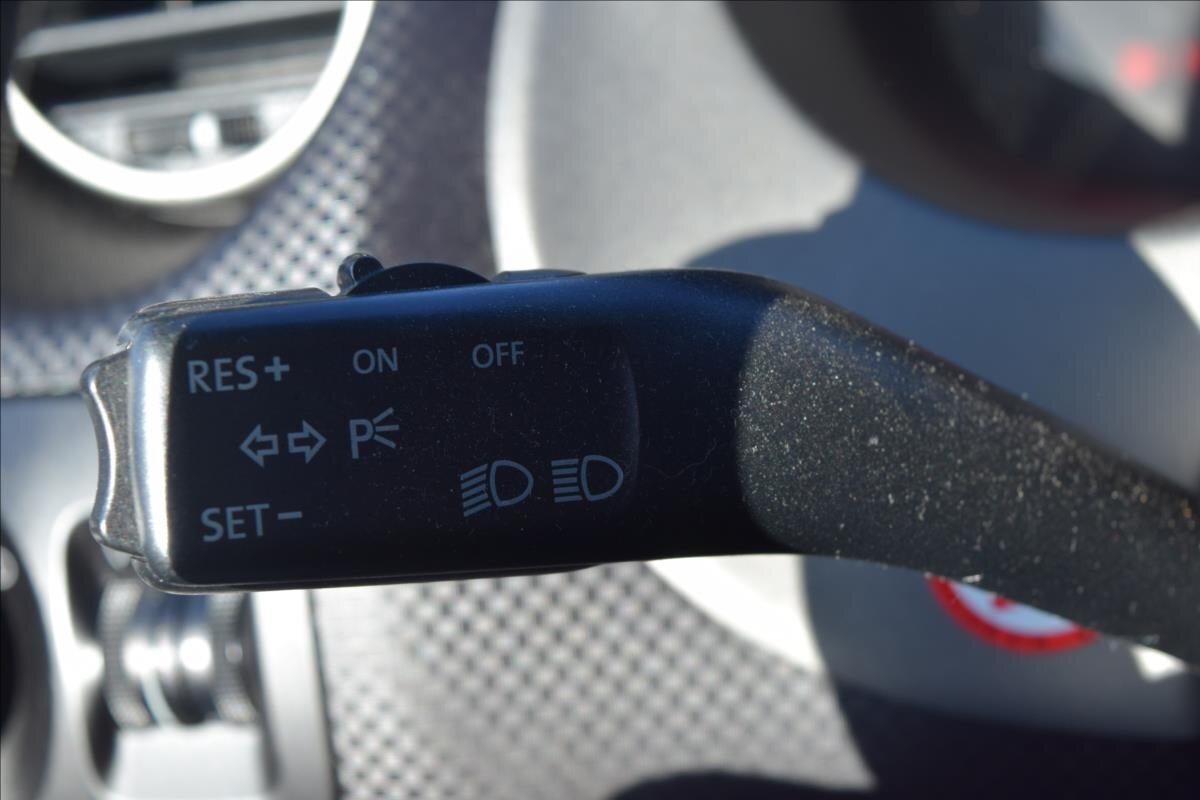 RES+ ON OFF
P
SET-